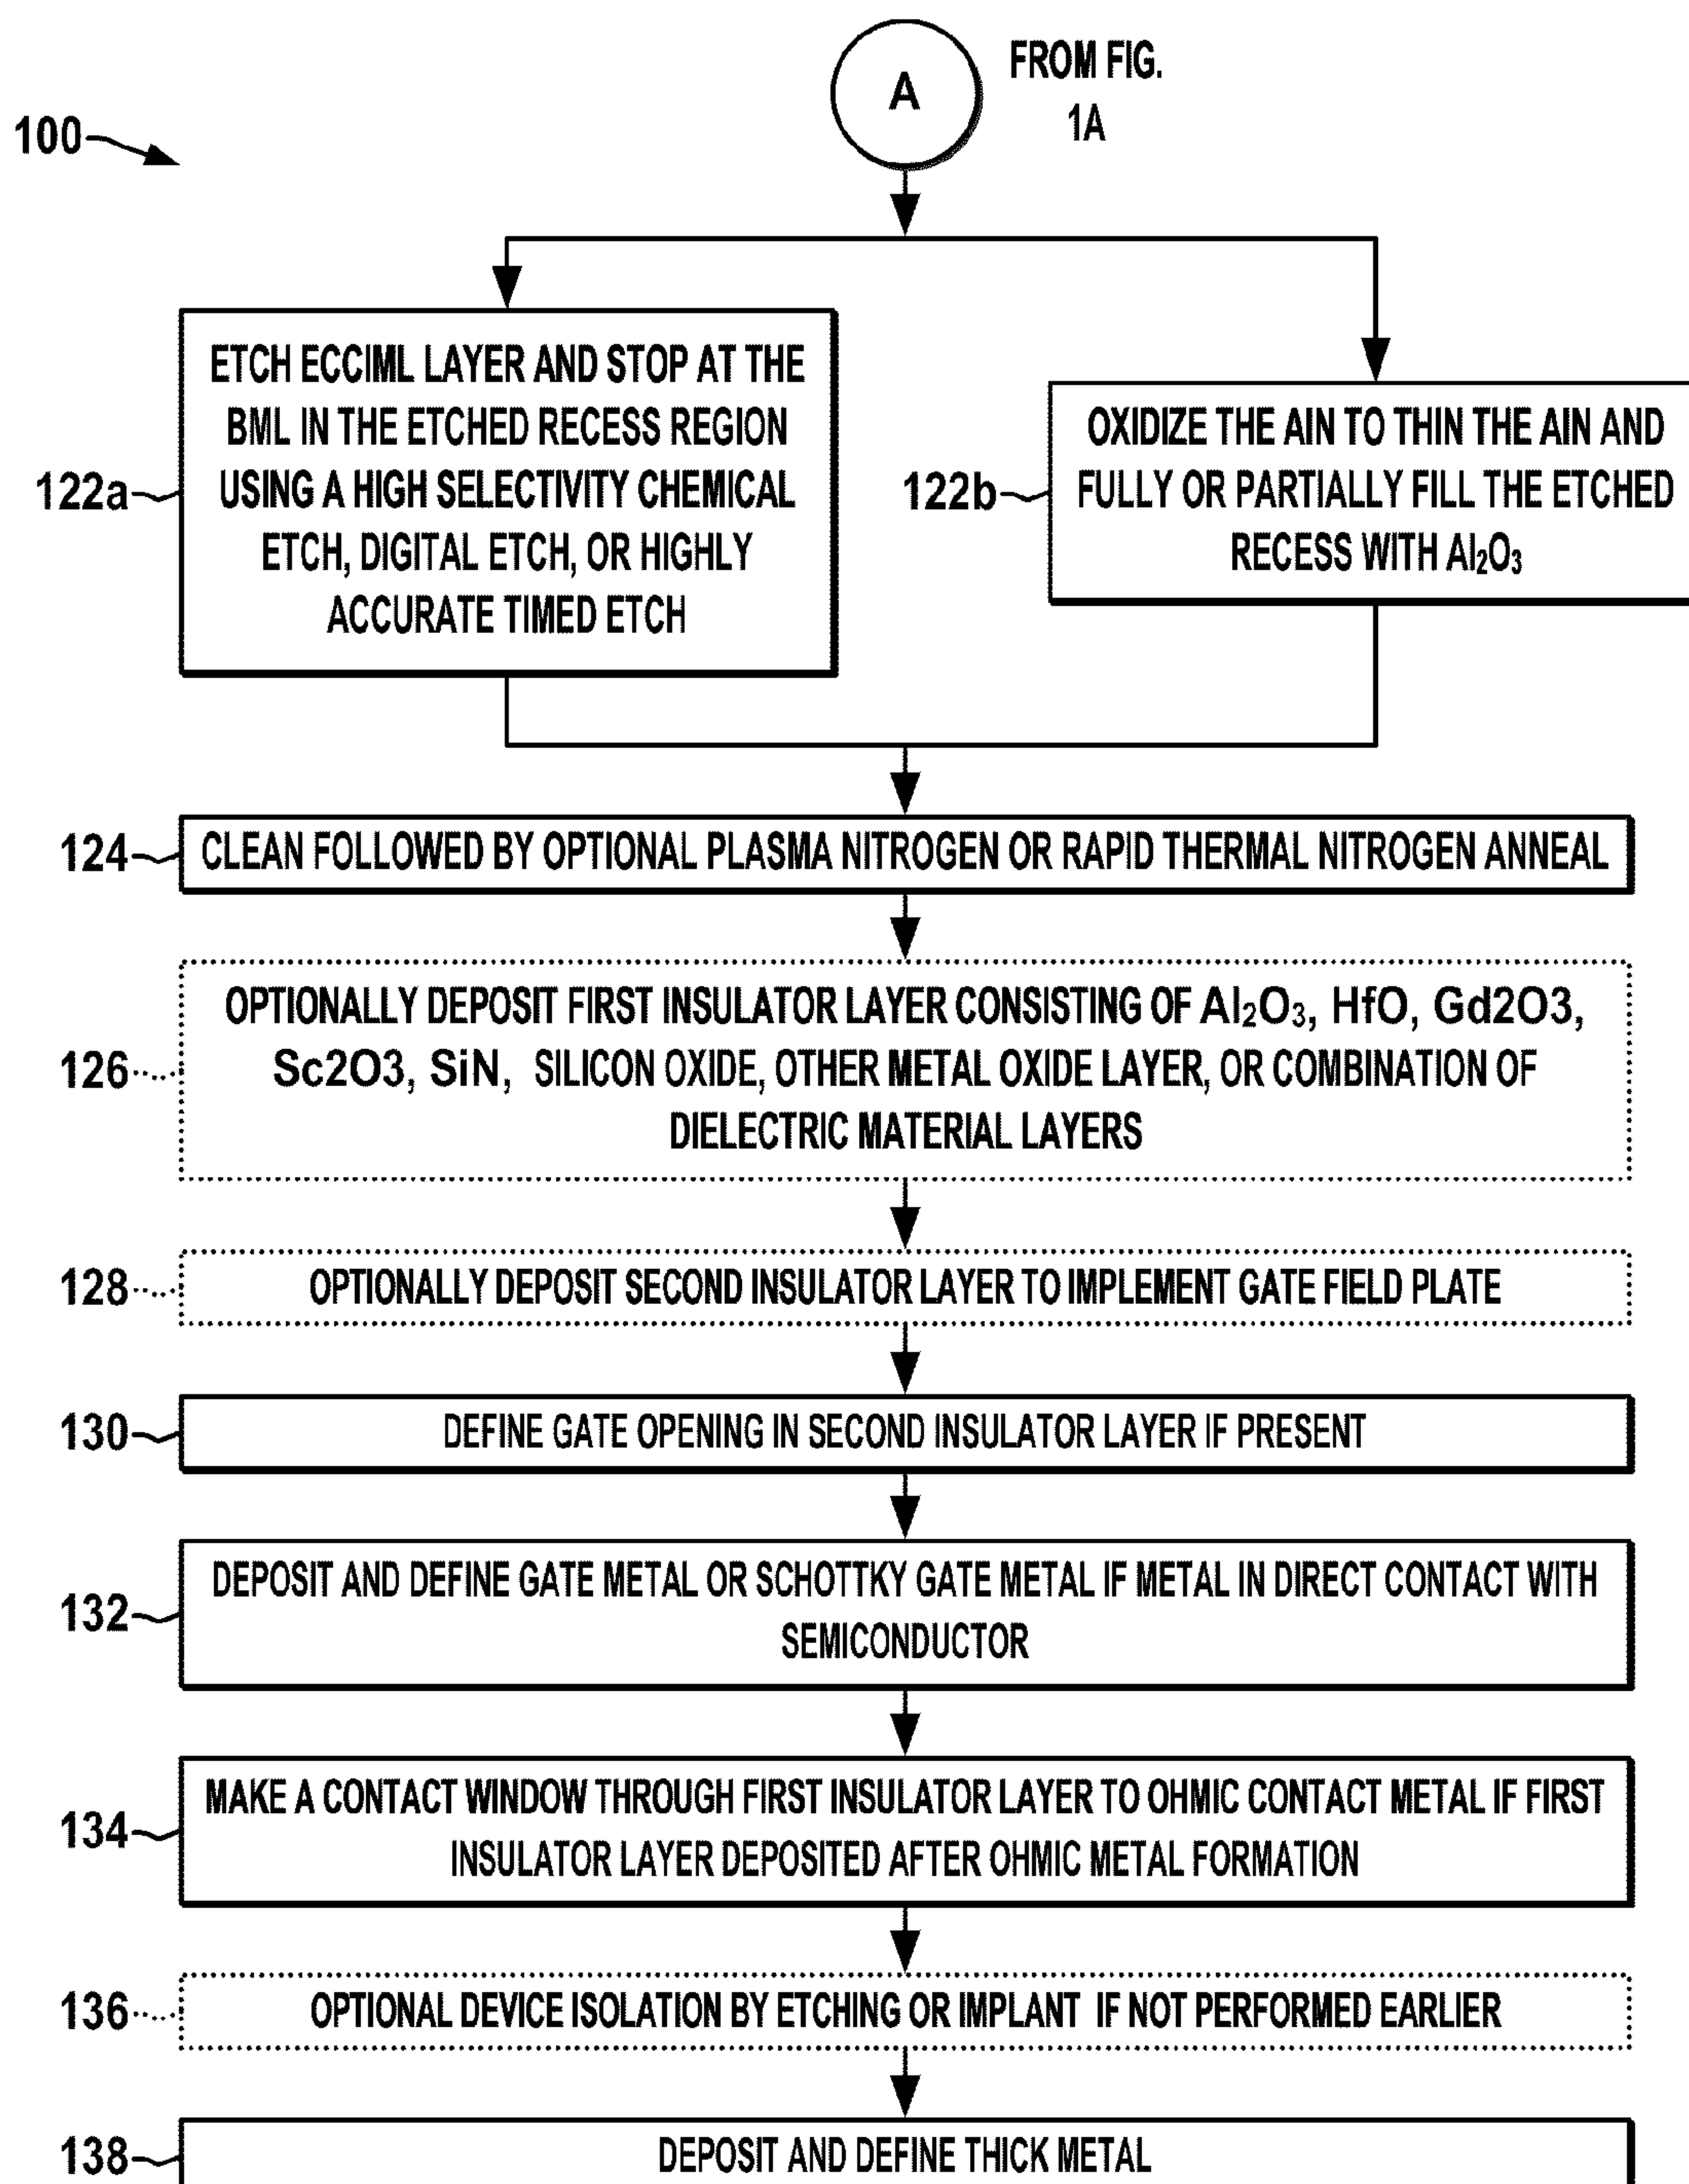 A
FROM FIG.
1A
100
122a
ETCH ECCIML LAYER AND STOP AT THE
BML IN THE ETCHED RECESS REGION
USING A HIGH SELECTIVITY CHEMICAL
ETCH, DIGITAL ETCH, OR HIGHLY
ACCURATE TIMED ETCH
122b
OXIDIZE THE AlN TO THIN THE AlN AND
FULLY OR PARTIALLY FILL THE ETCHED
RECESS WITH Al₂O₃
124
CLEAN FOLLOWED BY OPTIONAL PLASMA NITROGEN OR RAPID THERMAL NITROGEN ANNEAL
126
OPTIONALLY DEPOSIT FIRST INSULATOR LAYER CONSISTING OF Al₂O₃, HfO, Gd2O3,
Sc2O3, SiN, SILICON OXIDE, OTHER METAL OXIDE LAYER, OR COMBINATION OF
DIELECTRIC MATERIAL LAYERS
128
OPTIONALLY DEPOSIT SECOND INSULATOR LAYER TO IMPLEMENT GATE FIELD PLATE
130
DEFINE GATE OPENING IN SECOND INSULATOR LAYER IF PRESENT
132
DEPOSIT AND DEFINE GATE METAL OR SCHOTTKY GATE METAL IF METAL IN DIRECT CONTACT WITH
SEMICONDUCTOR
134
MAKE A CONTACT WINDOW THROUGH FIRST INSULATOR LAYER TO OHMIC CONTACT METAL IF FIRST
INSULATOR LAYER DEPOSITED AFTER OHMIC METAL FORMATION
136
OPTIONAL DEVICE ISOLATION BY ETCHING OR IMPLANT IF NOT PERFORMED EARLIER
138
DEPOSIT AND DEFINE THICK METAL